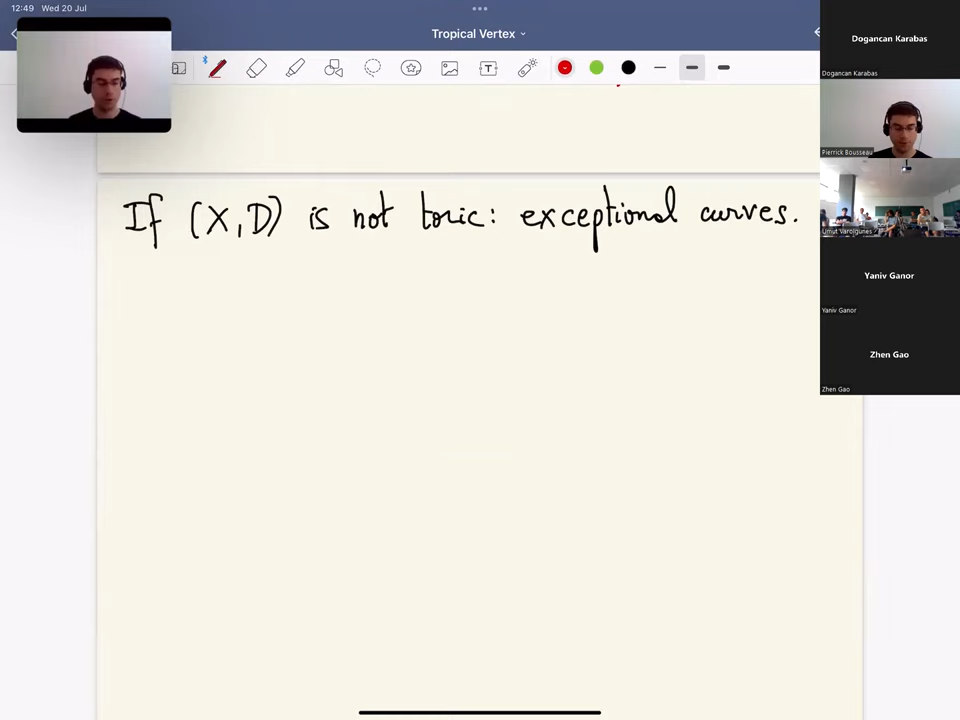 12:49 Wed 20 Jul
Tropical Vertex
If (X, D) is not toric: exceptional curves.
Dogancan Karabas
Dogancan Karabas
Pierrick Bousseau
Umut Varolgunes
Yaniv Ganor
Yaniv Ganor
Zhen Gao
Zhen Gao